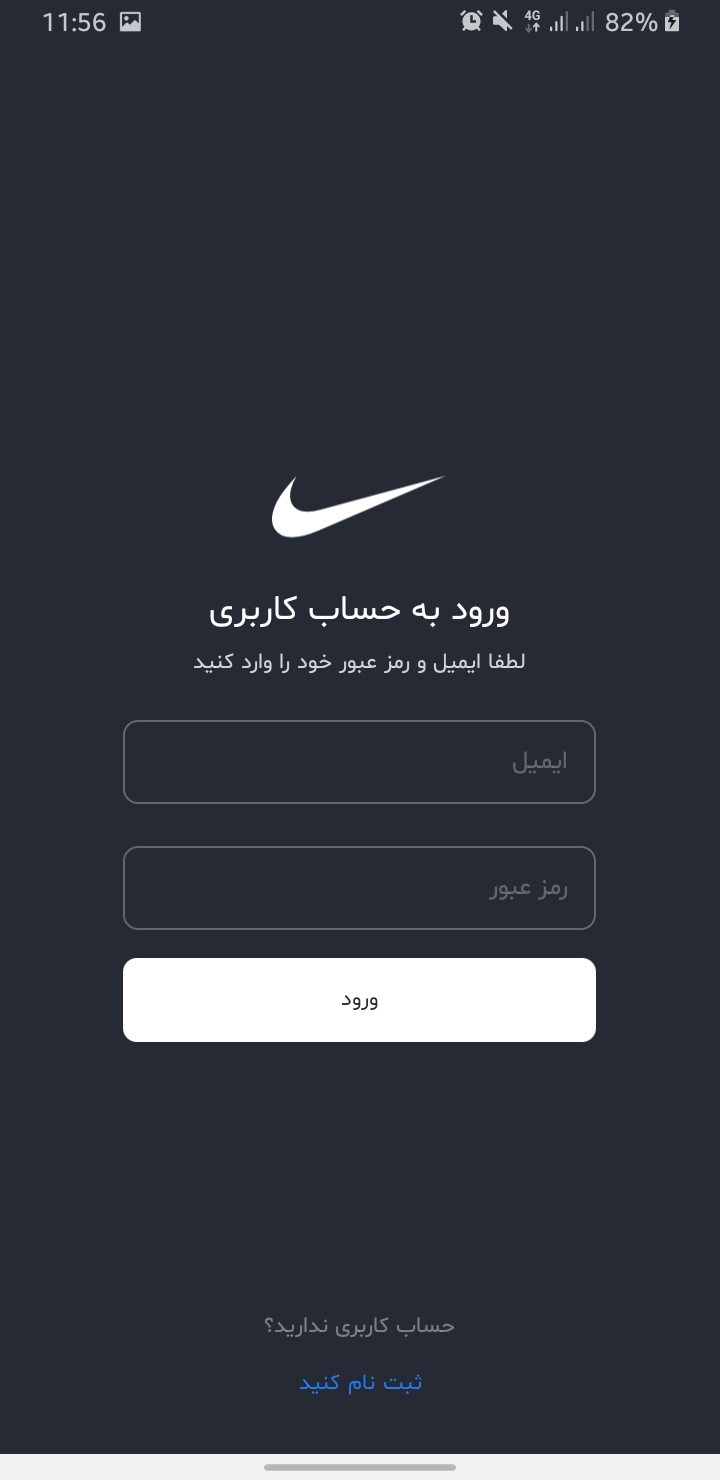 11:56 4G 82%
ورود به حساب کاربری
لطفا ایمیل و رمز عبور خود را وارد کنید
ایمیل
رمز عبور
ورود
حساب کاربری ندارید؟
ثبت نام کنید